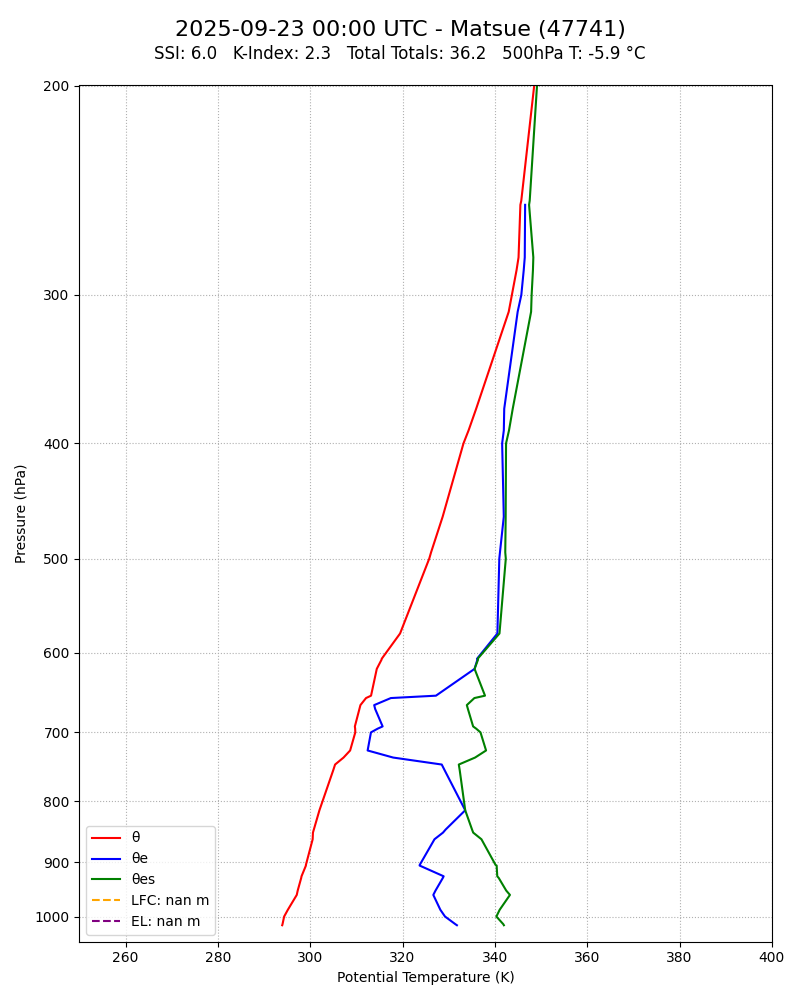 2025-09-23 00:00 UTC - Matsue (47741)
SSI: 6.0   K-Index: 2.3   Total Totals: 36.2   500hPa T: -5.9 °C
200
300
400
500
600
700
800
900
1000
Pressure (hPa)
θ
θe
θes
LFC: nan m
EL: nan m
260
280
300
320
340
360
380
400
Potential Temperature (K)